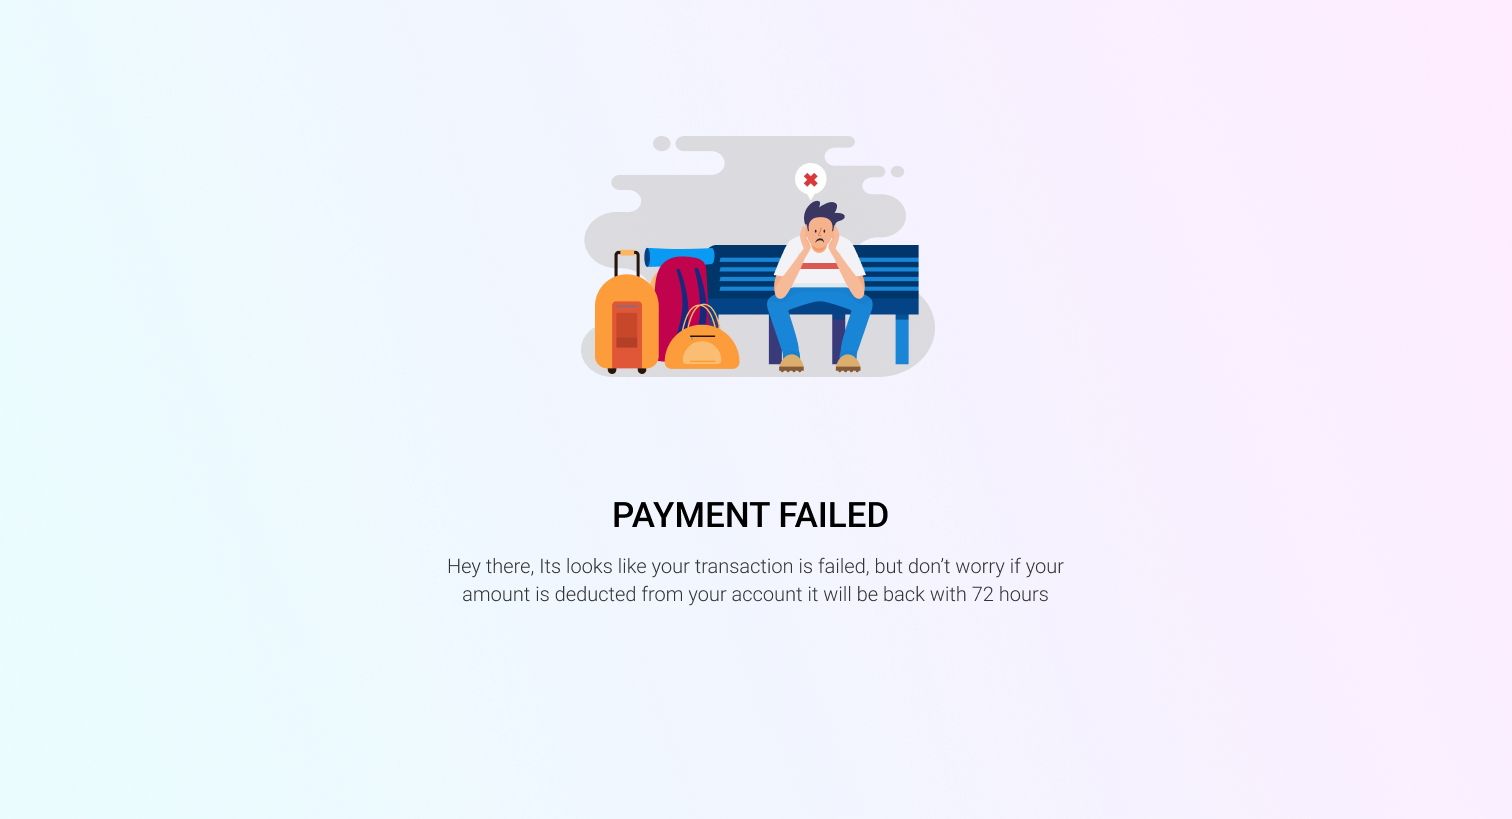 PAYMENT FAILED
Hey there, Its looks like your transaction is failed, but don’t worry if your
amount is deducted from your account it will be back with 72 hours